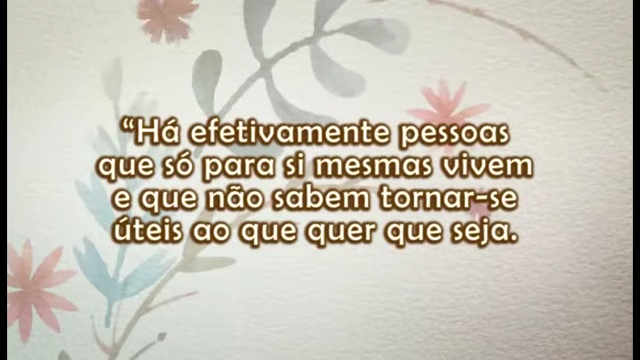 “Há efetivamente pessoas
que só para si mesmas vivem
e que não sabem tornar-se
úteis ao que quer que seja.